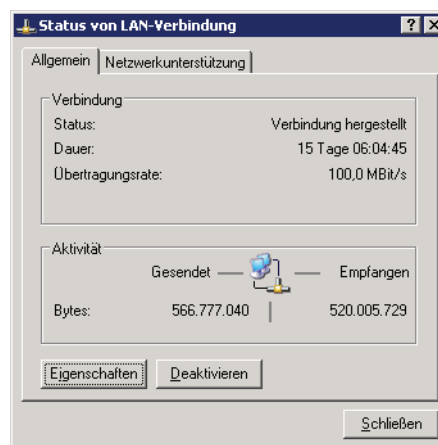 Status von LAN-Verbindung
Allgemein Netzwerkunterstützung
Verbindung
Status: Verbindung hergestellt
Dauer: 15 Tage 06:04:45
Übertragungsrate: 100,0 MBit/s
Aktivität
Gesendet — — Empfangen
Bytes: 566.777.040 520.005.729
Eigenschaften Deaktivieren
Schließen